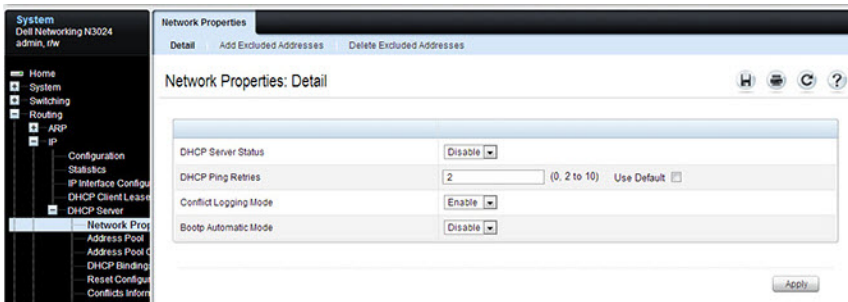 System
Dell Networking N3024
admin, r/w
Home
System
Switching
Routing
ARP
IP
Configuration
Statistics
IP Interface Configu
DHCP Client Lease
DHCP Server
Network Prop
Address Pool
Address Pool C
DHCP Binding
Reset Configur
Conflicts Inform
Network Properties
Detail Add Excluded Addresses Delete Excluded Addresses
Network Properties: Detail
DHCP Server Status Disable
DHCP Ping Retries 2 (0, 2 to 10) Use Default
Conflict Logging Mode Enable
Bootp Automatic Mode Disable
Apply